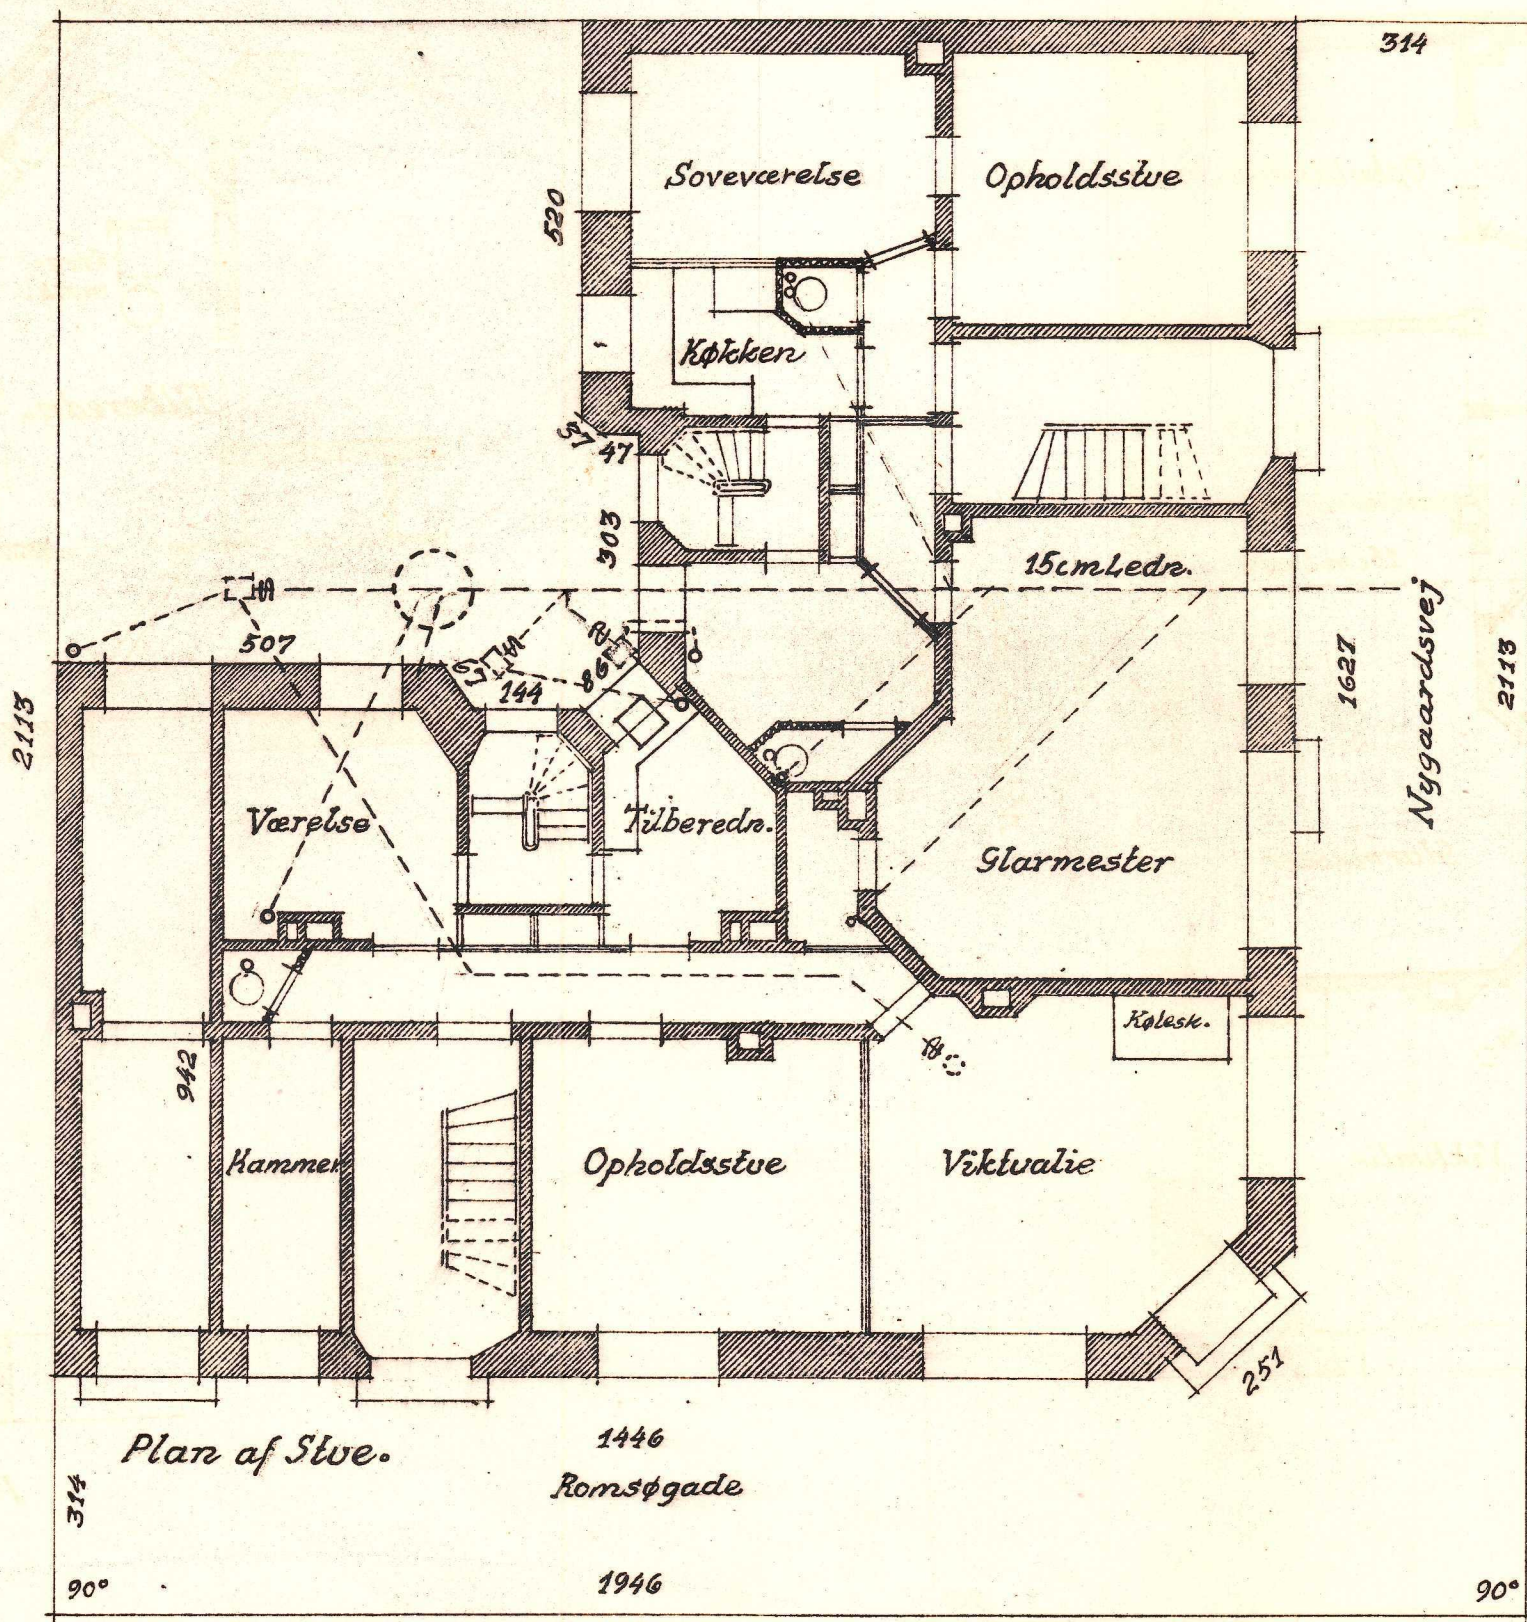 314
Soveværelse
Opholdsstue
520
Køkken
37
47
303
15cm Ledn.
507
67
144
86
Nygaardsvej
1627
2113
2113
Værelse
Tilberedn.
Glarmester
Kølesk.
942
Kammer
Opholdsstue
Viktualie
251
Plan af Stue.
1446
Romsøgade
314
90°
1946
90°